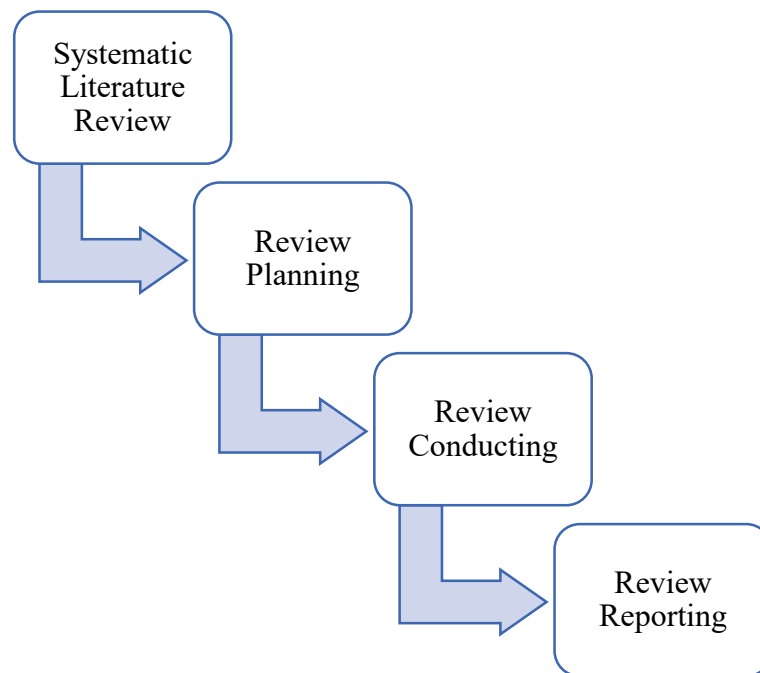 Systematic
Literature
Review
Review
Planning
Review
Conducting
Review
Reporting